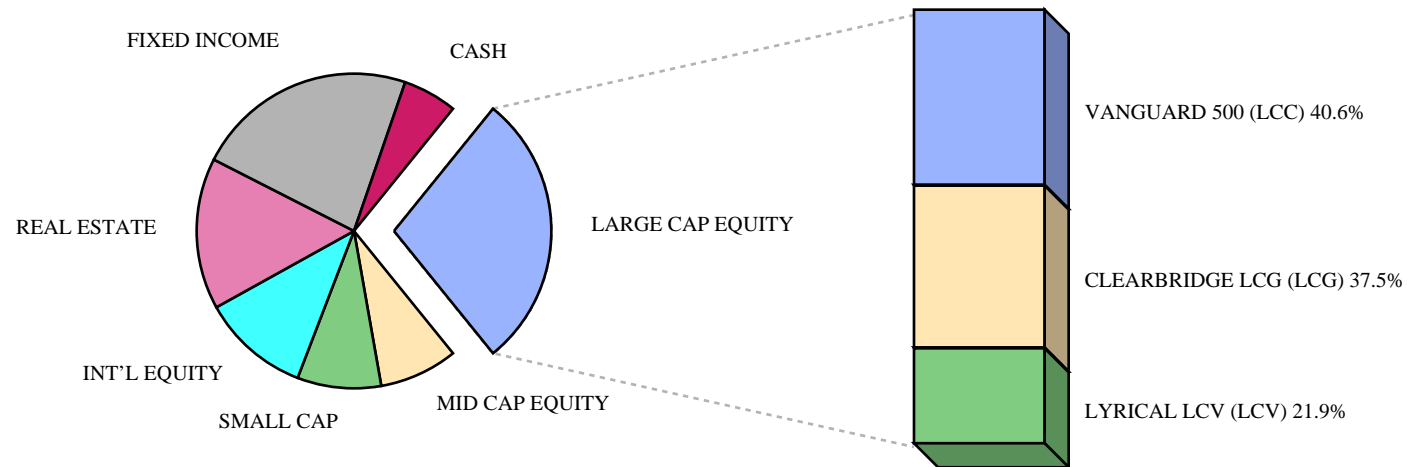 FIXED INCOME
CASH
VANGUARD 500 (LCC) 40.6%
REAL ESTATE
LARGE CAP EQUITY
CLEARBRIDGE LCG (LCG) 37.5%
INT'L EQUITY
MID CAP EQUITY
SMALL CAP
LYRICAL LCV (LCV) 21.9%